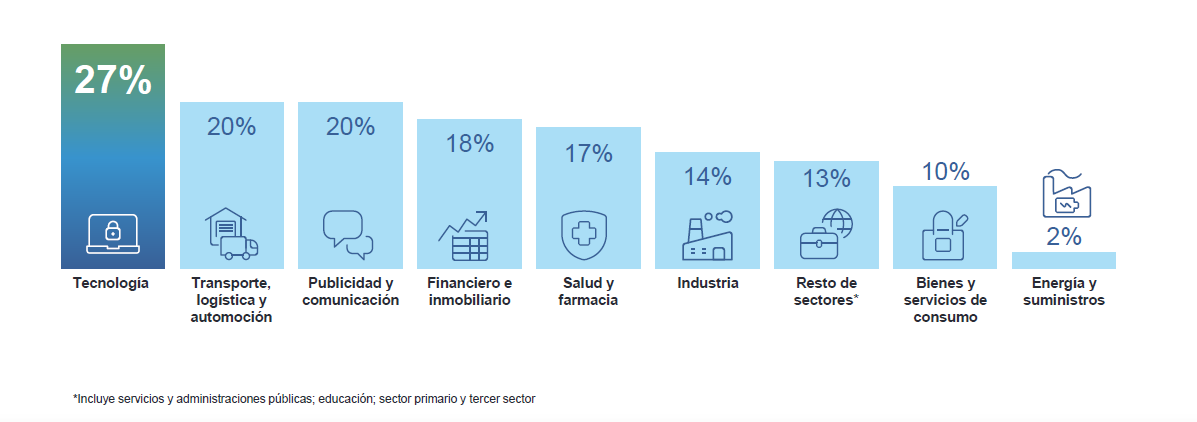 27%
20%
20%
18%
17%
14%
13%
10%
2%
Tecnología
Transporte,
logística y
automoción
Publicidad y
comunicación
Financiero e
inmobiliario
Salud y
farmacia
Industria
Resto de
sectores*
Bienes y
servicios de
consumo
Energía y
suministros
*Incluye servicios y administraciones públicas; educación; sector primario y tercer sector